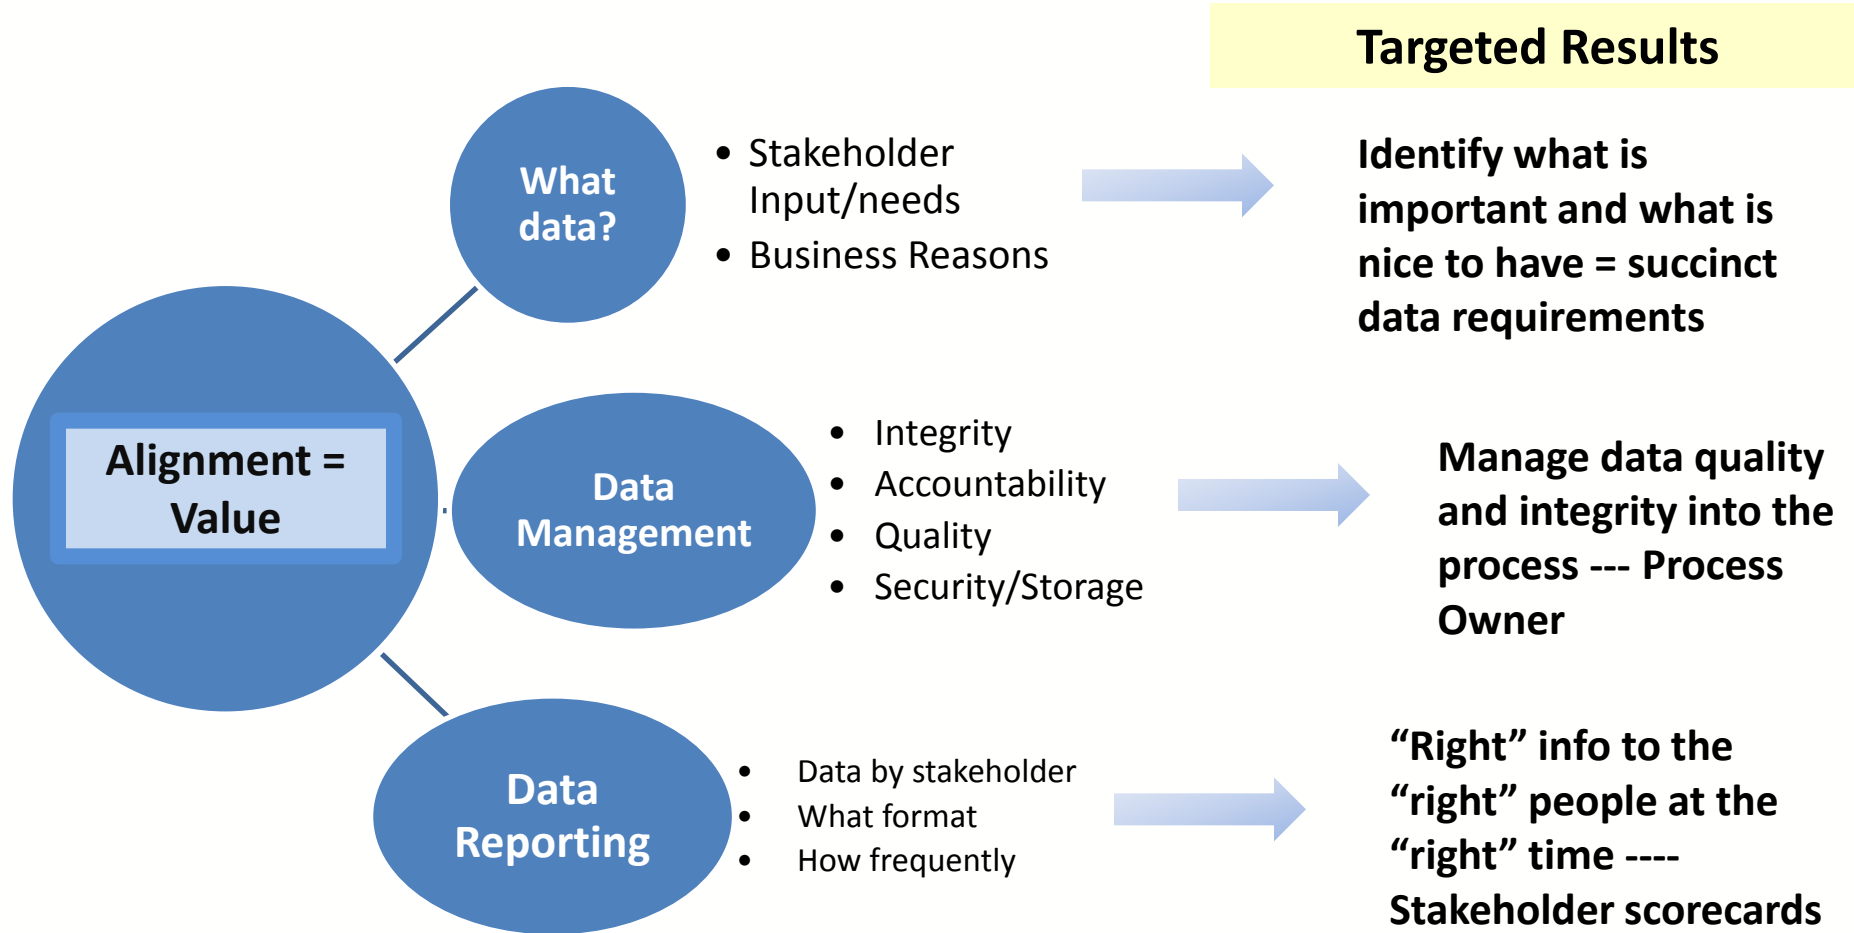 Targeted Results
What
data?
• Stakeholder
Input/needs
• Business Reasons
Identify what is
important and what is
nice to have = succinct
data requirements
Alignment =
Value
Data
Management
• Integrity
• Accountability
• Quality
• Security/Storage
Manage data quality
and integrity into the
process --- Process
Owner
Data
Reporting
• Data by stakeholder
• What format
• How frequently
“Right” info to the
“right” people at the
“right” time ----
Stakeholder scorecards